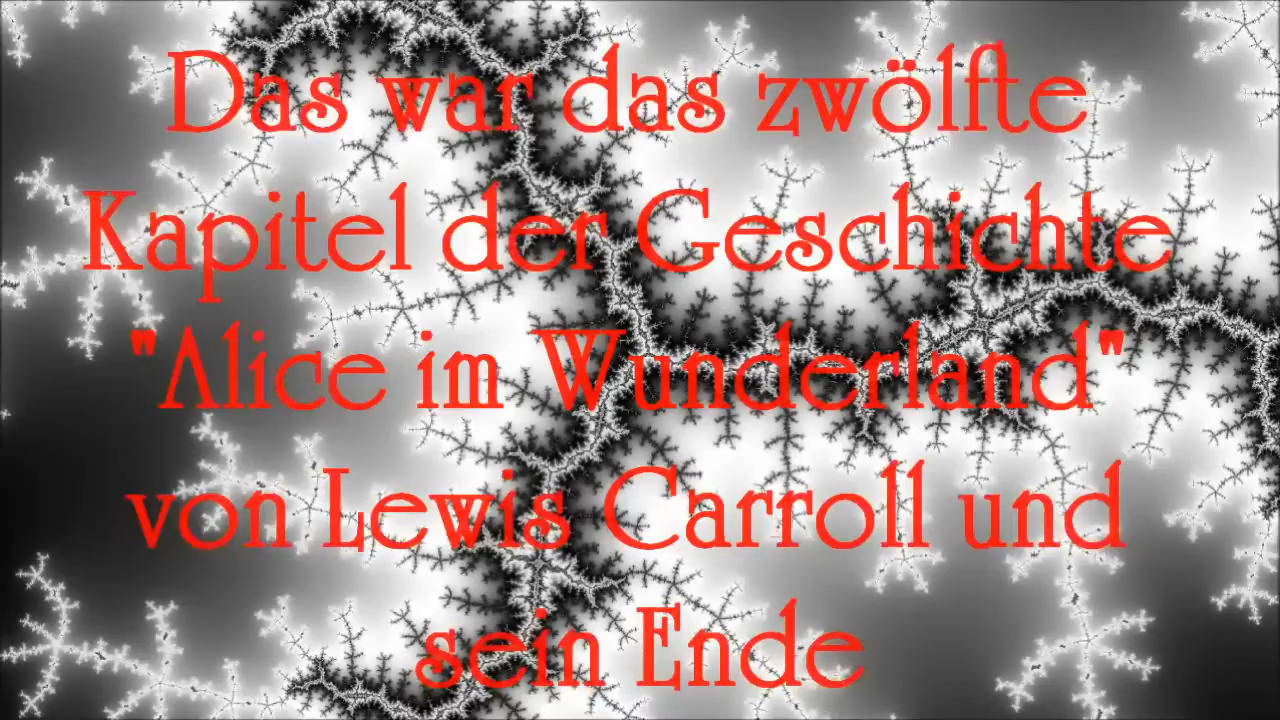 Das war das zwölfte
Kapitel der Geschichte
"Alice im Wunderland"
von Lewis Carroll und
sein Ende